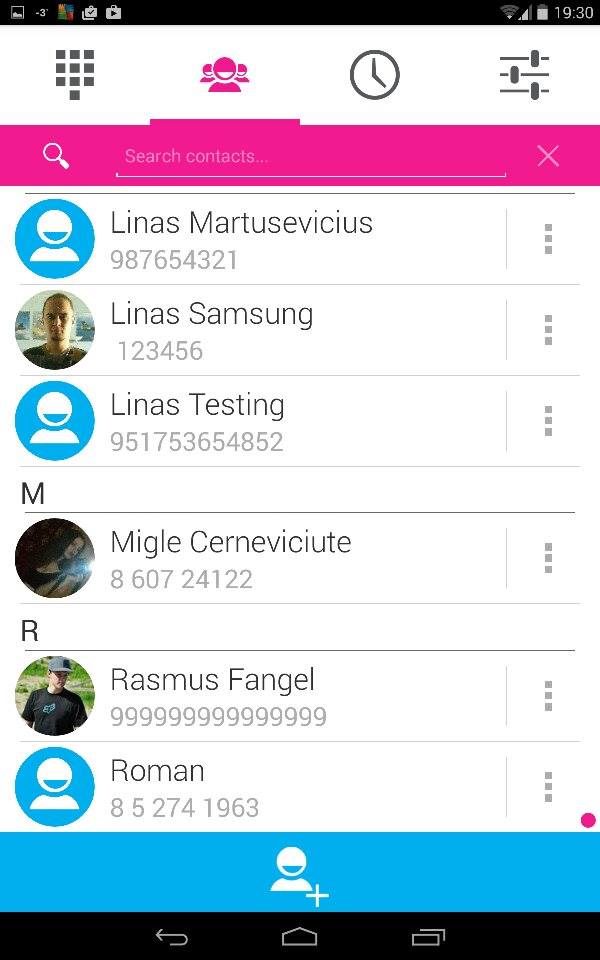 -3°
19:30
Search contacts...
Linas Martusevicius
987654321
Linas Samsung
123456
Linas Testing
951753654852
M
Migle Cerneviciute
8 607 24122
R
Rasmus Fangel
999999999999999
Roman
8 5 274 1963